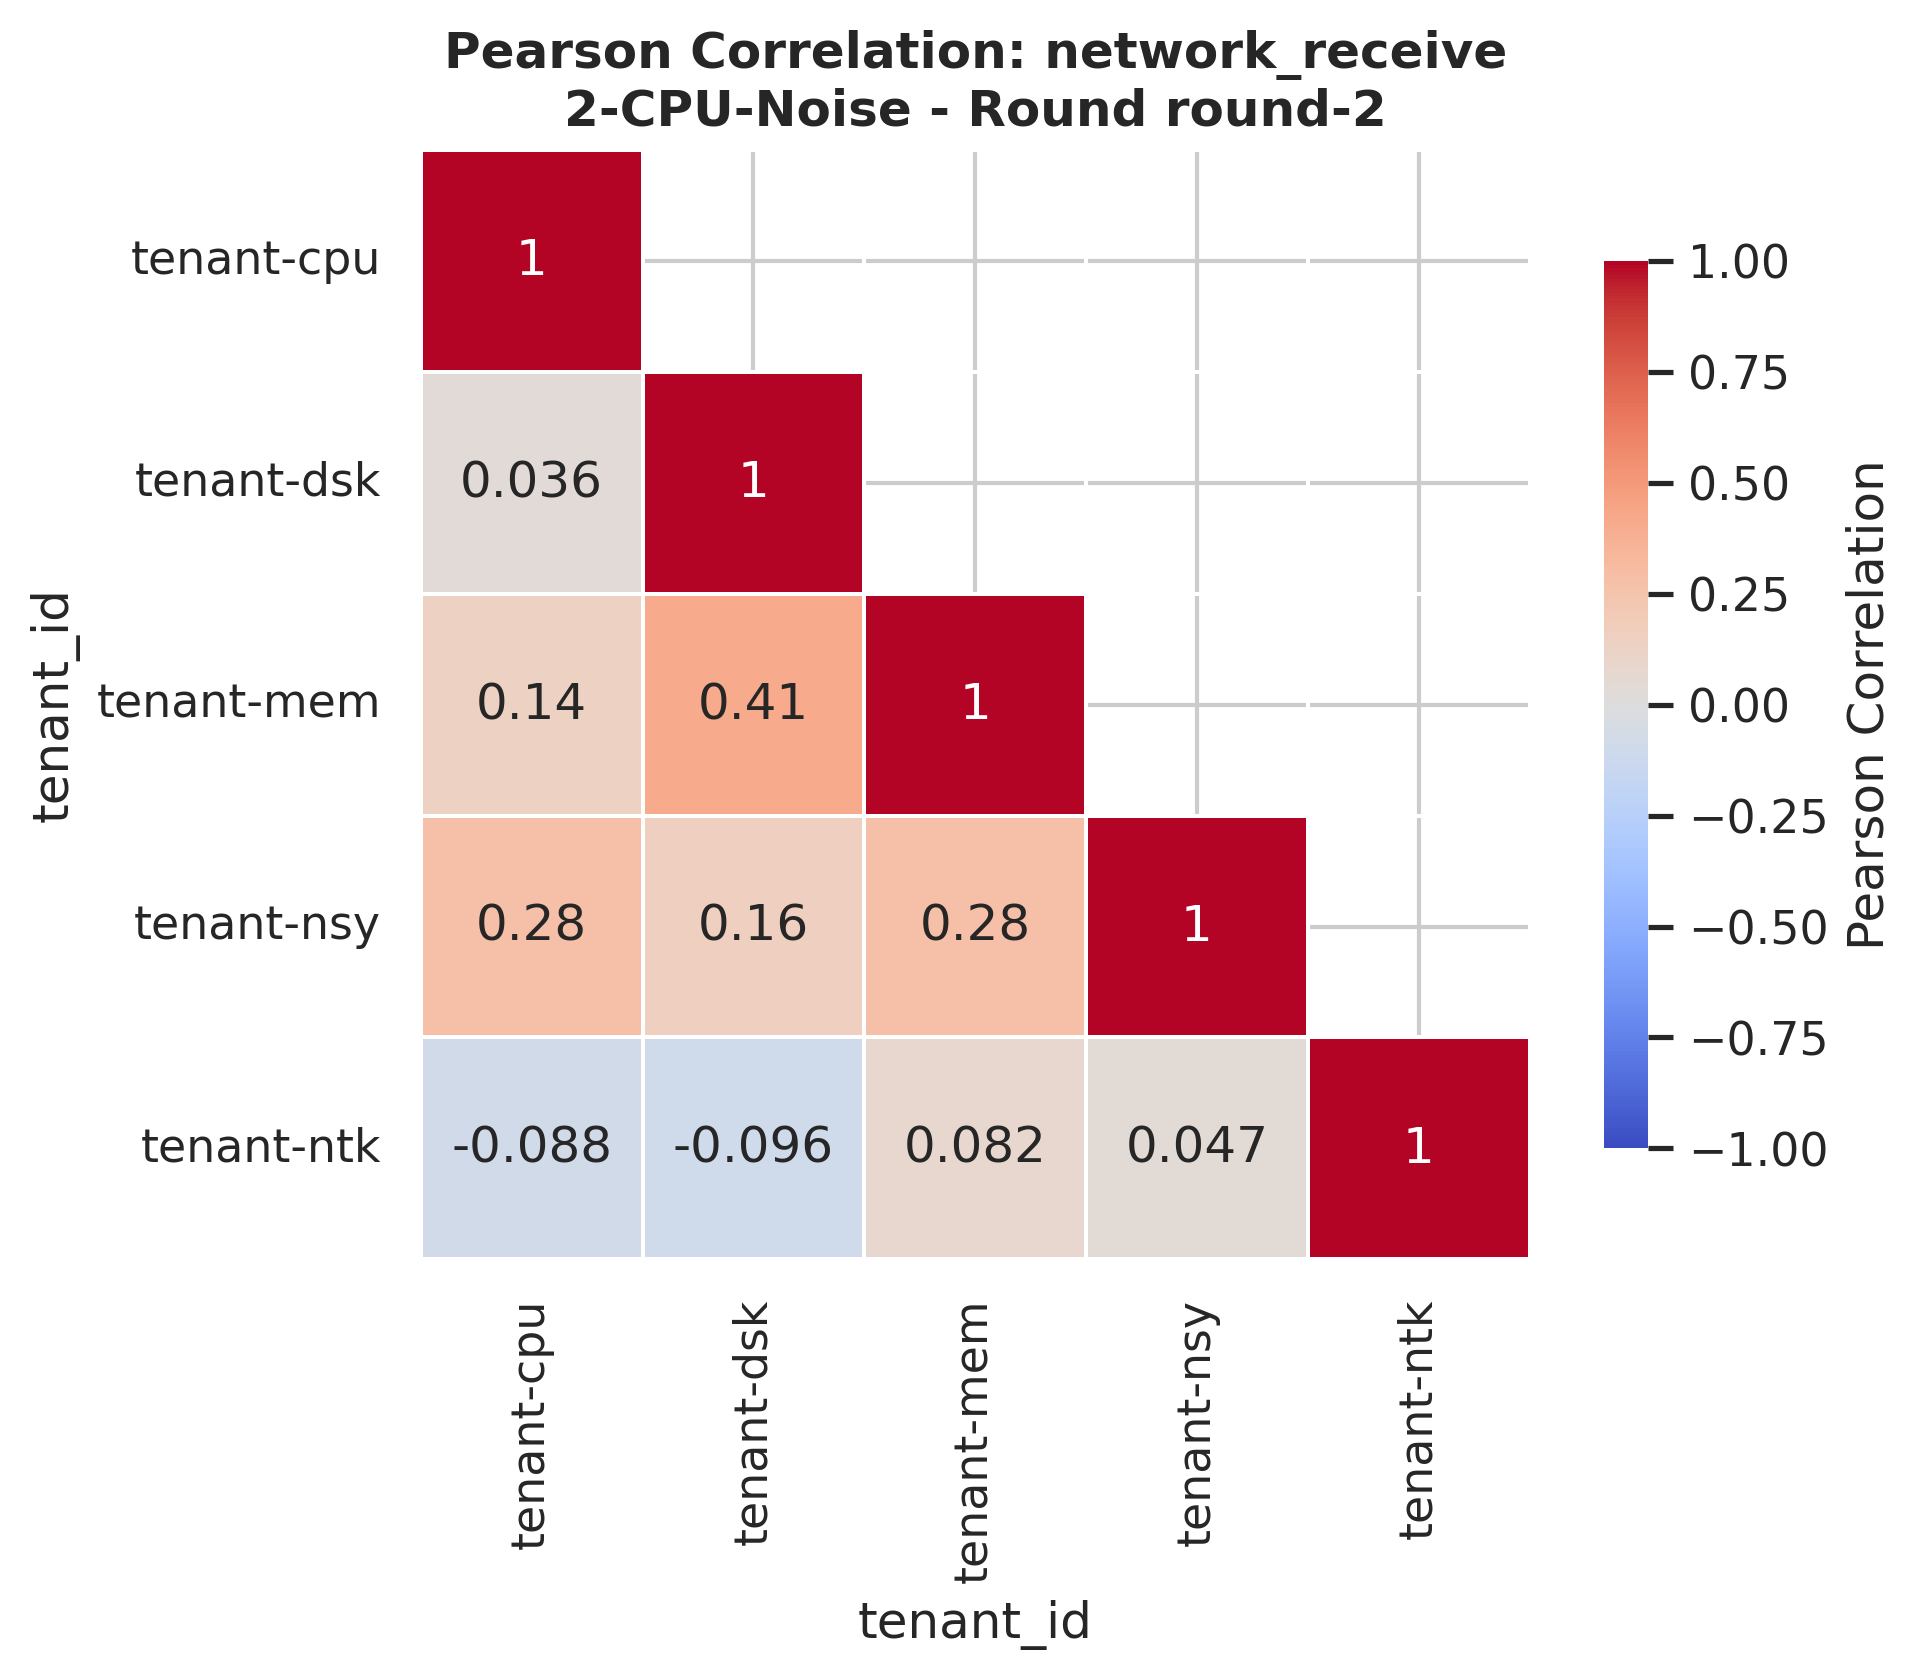 Pearson Correlation: network_receive
2-CPU-Noise - Round round-2
tenant_id
tenant-cpu
1
tenant-dsk
0.036
1
tenant-mem
0.14
0.41
1
tenant-nsy
0.28
0.16
0.28
1
tenant-ntk
-0.088
-0.096
0.082
0.047
1
tenant-cpu
tenant-dsk
tenant-mem
tenant-nsy
tenant-ntk
tenant_id
1.00
0.75
0.50
0.25
0.00
−0.25
−0.50
−0.75
−1.00
Pearson Correlation